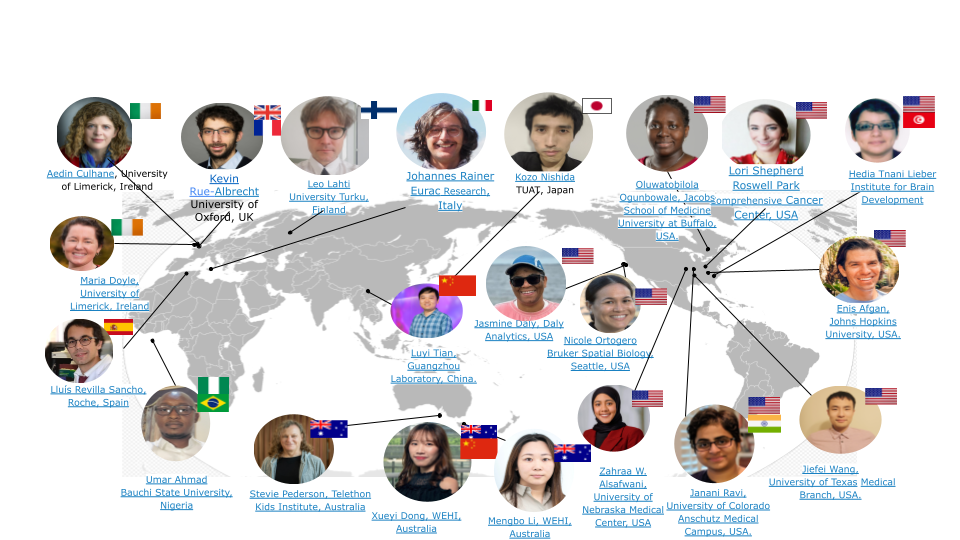 Aedin Culhane, University
of Limerick, Ireland
Kevin
Rue-Albrecht
University of
Oxford, UK
Leo Lahti
University Turku,
Finland
Johannes Rainer
Eurac Research,
Italy
Kozo Nishida
TUAT, Japan
Oluwatobilola
Ogunbowale, Jacobs
School of Medicine
University at Buffalo,
USA.
Lori Shepherd
Roswell Park
omprehensive Cancer
Center, USA
Hedia Tnani Lieber
Institute for Brain
Development
Maria Doyle,
University of
Limerick, Ireland
Lluís Revilla Sancho,
Roche, Spain
Luyi Tian,
Guangzhou
Laboratory, China.
Jasmine Daly, Daly
Analytics, USA
Nicole Ortogero
Bruker Spatial Biology,
Seattle, USA
Enis Afgan,
Johns Hopkins
University, USA.
Umar Ahmad
Bauchi State University,
Nigeria
Stevie Pederson, Telethon
Kids Institute, Australia
Xueyi Dong, WEHI,
Australia
Mengbo Li, WEHI,
Australia
Zahraa W.
Alsafwani,
University of
Nebraska Medical
Center, USA
Janani Ravi,
University of Colorado
Anschutz Medical
Campus, USA.
Jiefei Wang,
University of Texas Medical
Branch, USA.